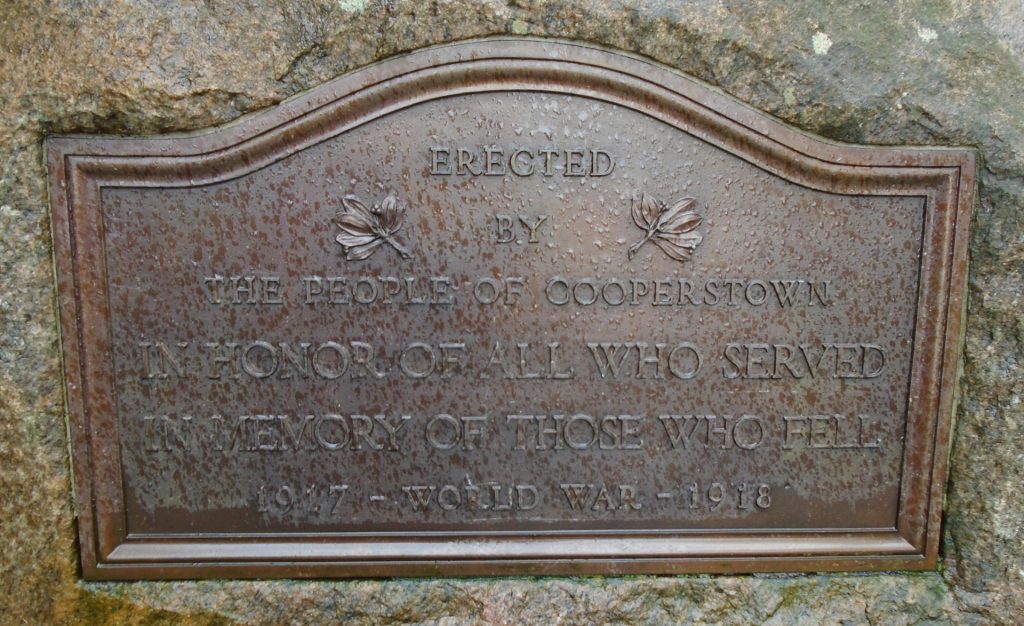 ERECTED
BY
THE PEOPLE OF COOPERSTOWN
IN HONOR OF ALL WHO SERVED
IN MEMORY OF THOSE WHO FELL
1917 - WORLD WAR - 1918